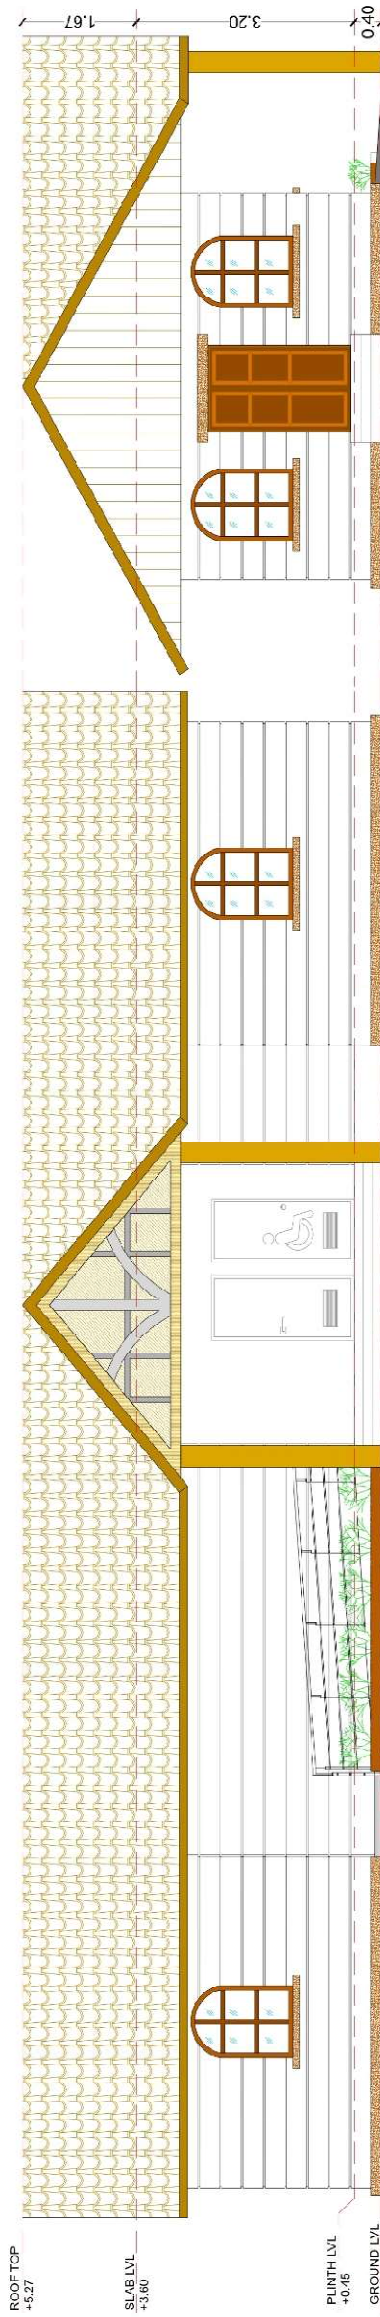 1.67
3.20
0.40
ROOF TOP
+5.27
SLAB LVL
+3.60
PLINTH LVL
+0.45
GROUND LVL